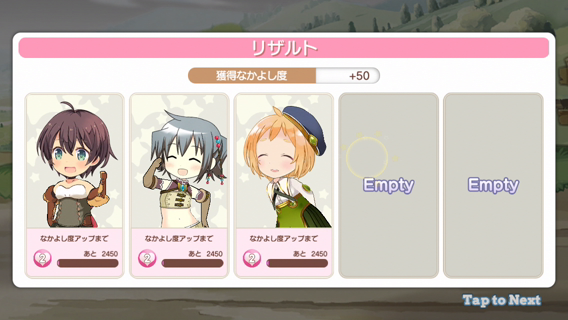 リザルト
獲得なかよし度 +50
なかよし度アップまで
2 あと 2450
なかよし度アップまで
2 あと 2450
なかよし度アップまで
2 あと 2450
Empty
Empty
Tap to Next